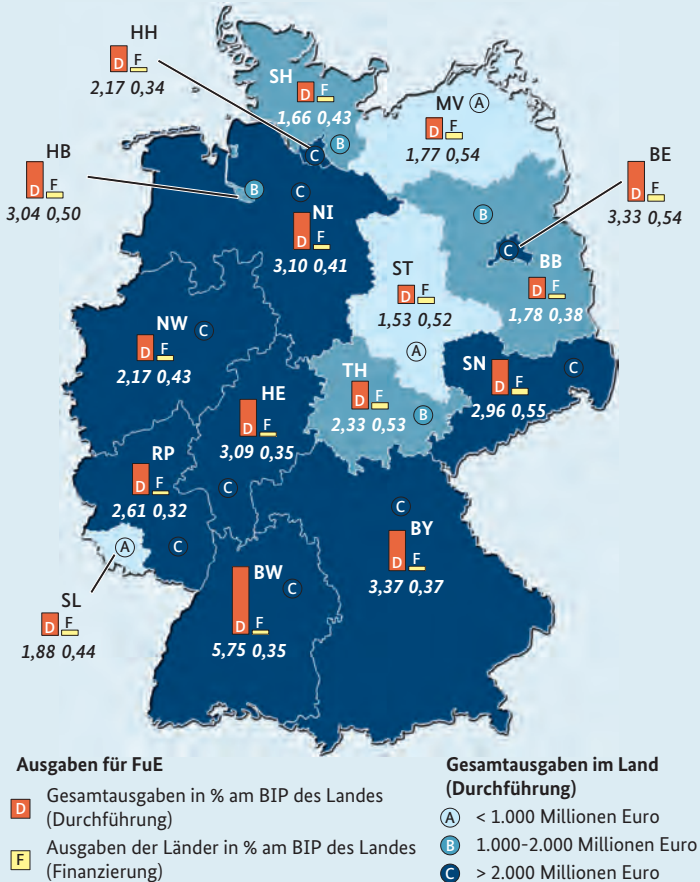 HH
D F
2,17 0,34
SH
D F
1,66 0,43
B
C
MV A
D F
1,77 0,54
HB
D F
3,04 0,50
B
C
NI
D F
3,10 0,41
BE
D F
3,33 0,54
B
C
BB
D F
1,78 0,38
ST
D F
1,53 0,52
A
NW
D F C
2,17 0,43
HE
D F
3,09 0,35
C
TH
D F
2,33 0,53
B
SN
D F C
2,96 0,55
RP
D F
2,61 0,32
C
A
SL
D F
1,88 0,44
BW
D F C
5,75 0,35
C
BY
D F
3,37 0,37
Ausgaben für FuE
D Gesamtausgaben in % am BIP des Landes
(Durchführung)
F Ausgaben der Länder in % am BIP des Landes
(Finanzierung)
Gesamtausgaben im Land
(Durchführung)
A < 1.000 Millionen Euro
B 1.000-2.000 Millionen Euro
C > 2.000 Millionen Euro